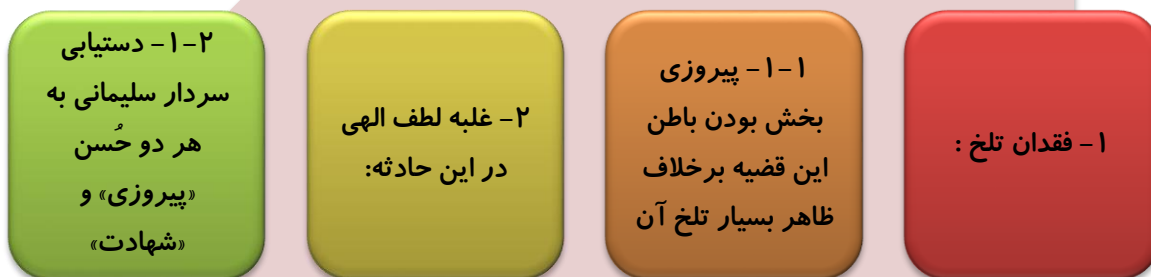 ۱- فقدان تلخ :
۱-۱- پیروزی
بخش بودن باطن
این قضیه برخلاف
ظاهر بسیار تلخ آن
۲- غلبه لطف الهی
در این حادثه:
۲-۱- دستیابی
سردار سلیمانی به
هر دو حُسن
«پیروزی» و
«شهادت»